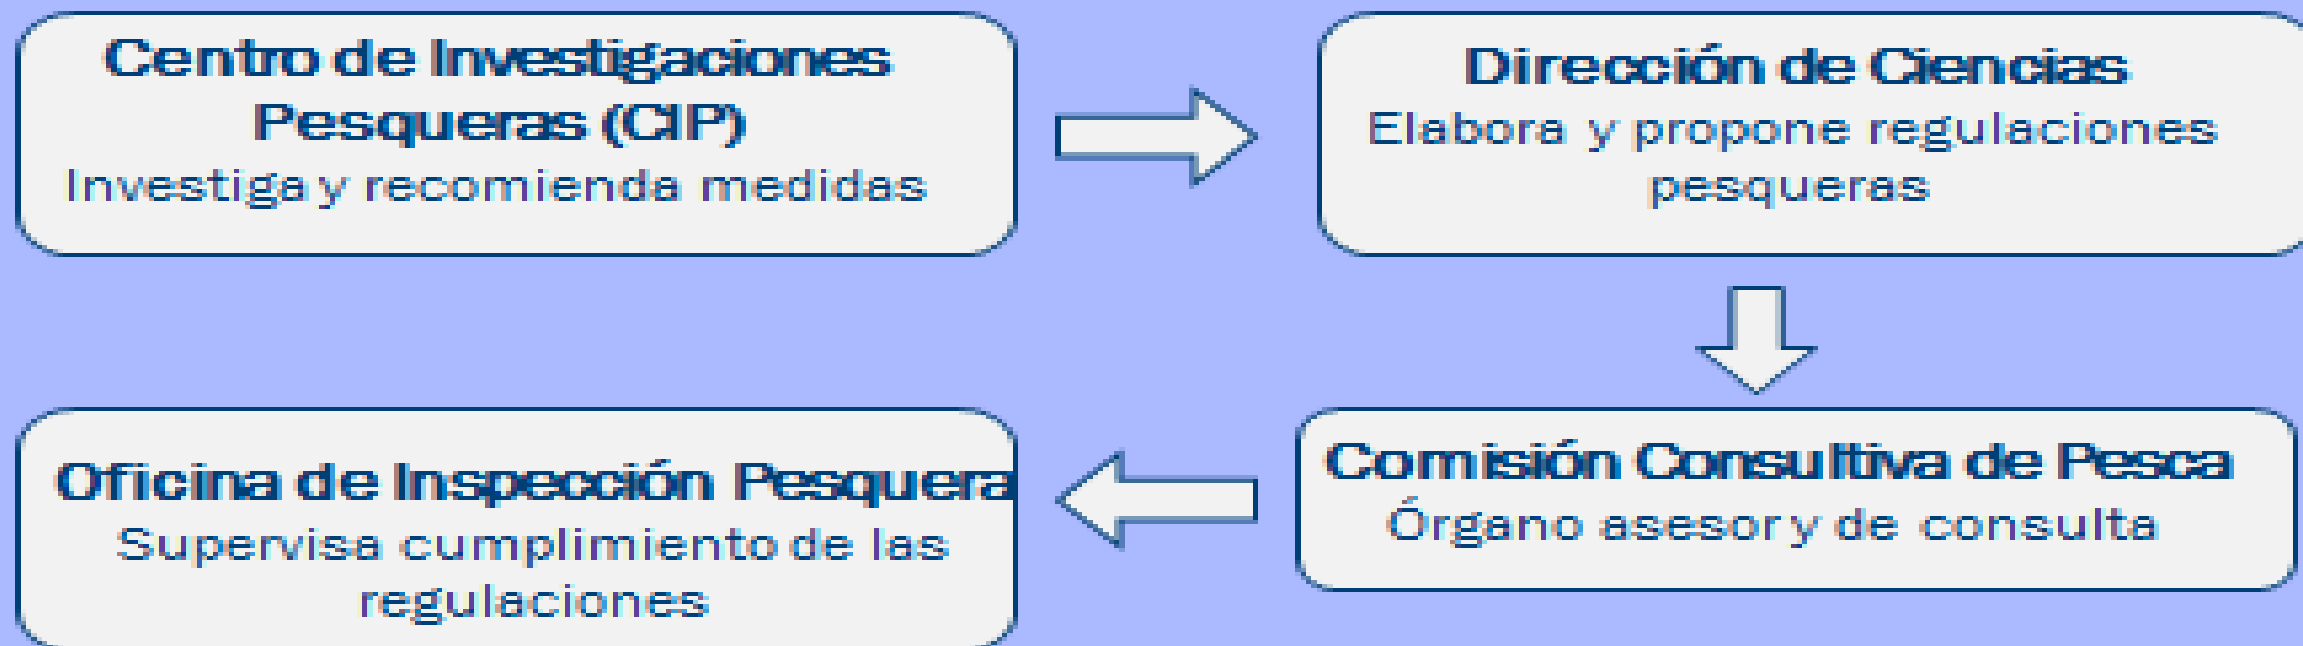 Centro de Investigaciones
Pesqueras (CIP)
Investiga y recomienda medidas
Dirección de Ciencias
Elabora y propone regulaciones
pesqueras
Comisión Consultiva de Pesca
Órgano asesor y de consulta
Oficina de Inspección Pesquera
Supervisa cumplimiento de las
regulaciones